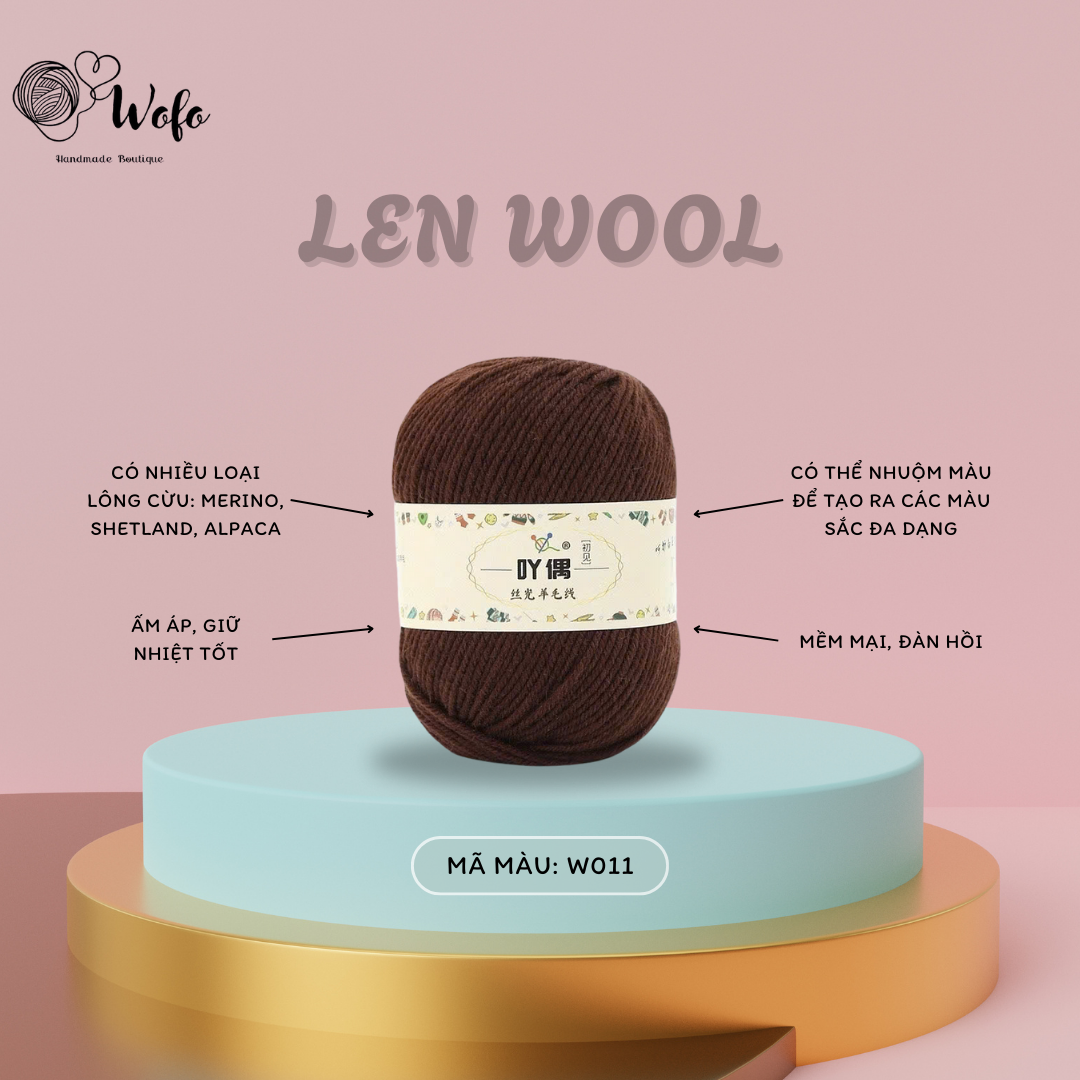 Wofo
Handmade Boutique
LEN WOOL
CÓ NHIỀU LOẠI
LÔNG CỪU: MERINO,
SHETLAND, ALPACA
CÓ THỂ NHUỘM MÀU
ĐỂ TẠO RA CÁC MÀU
SẮC ĐA DẠNG
[初见]
吖偶
®
丝光羊毛线
ẤM ÁP, GIỮ
NHIỆT TỐT
MỀM MẠI, ĐÀN HỒI
MÃ MÀU: W011